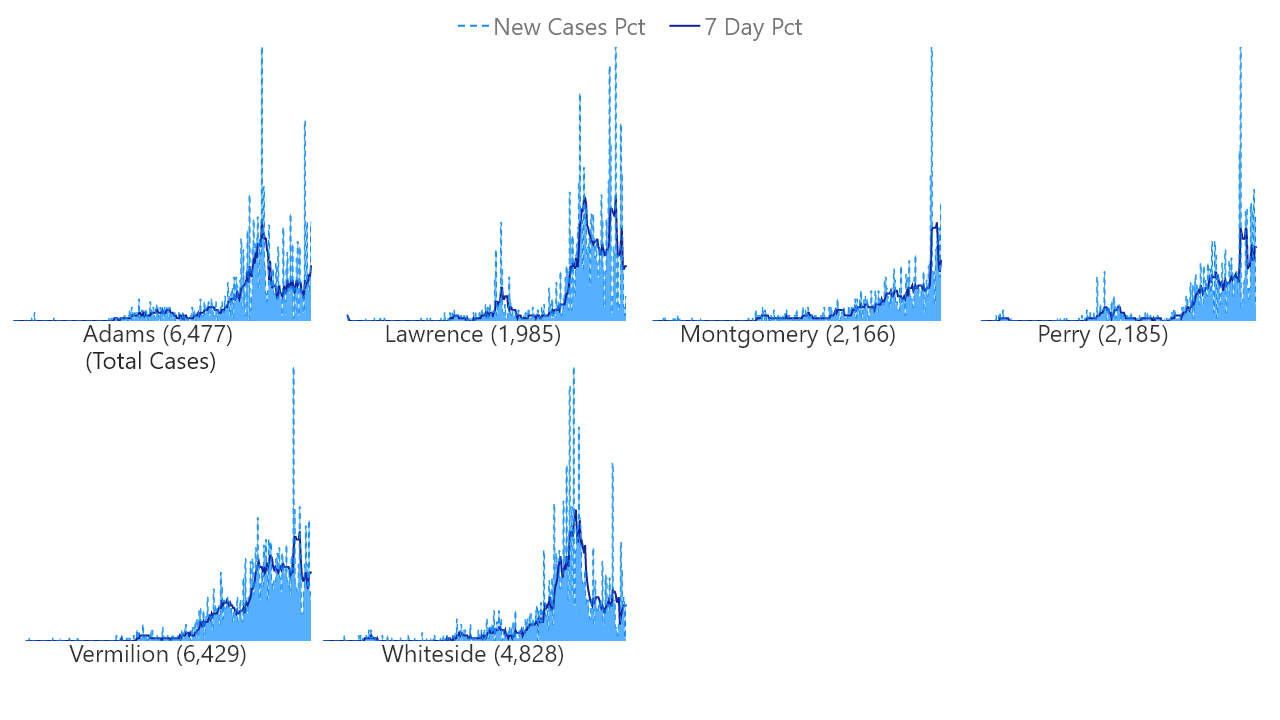 New Cases Pct 7 Day Pct
Adams (6,477)
(Total Cases)
Lawrence (1,985)
Montgomery (2,166)
Perry (2,185)
Vermilion (6,429)
Whiteside (4,828)